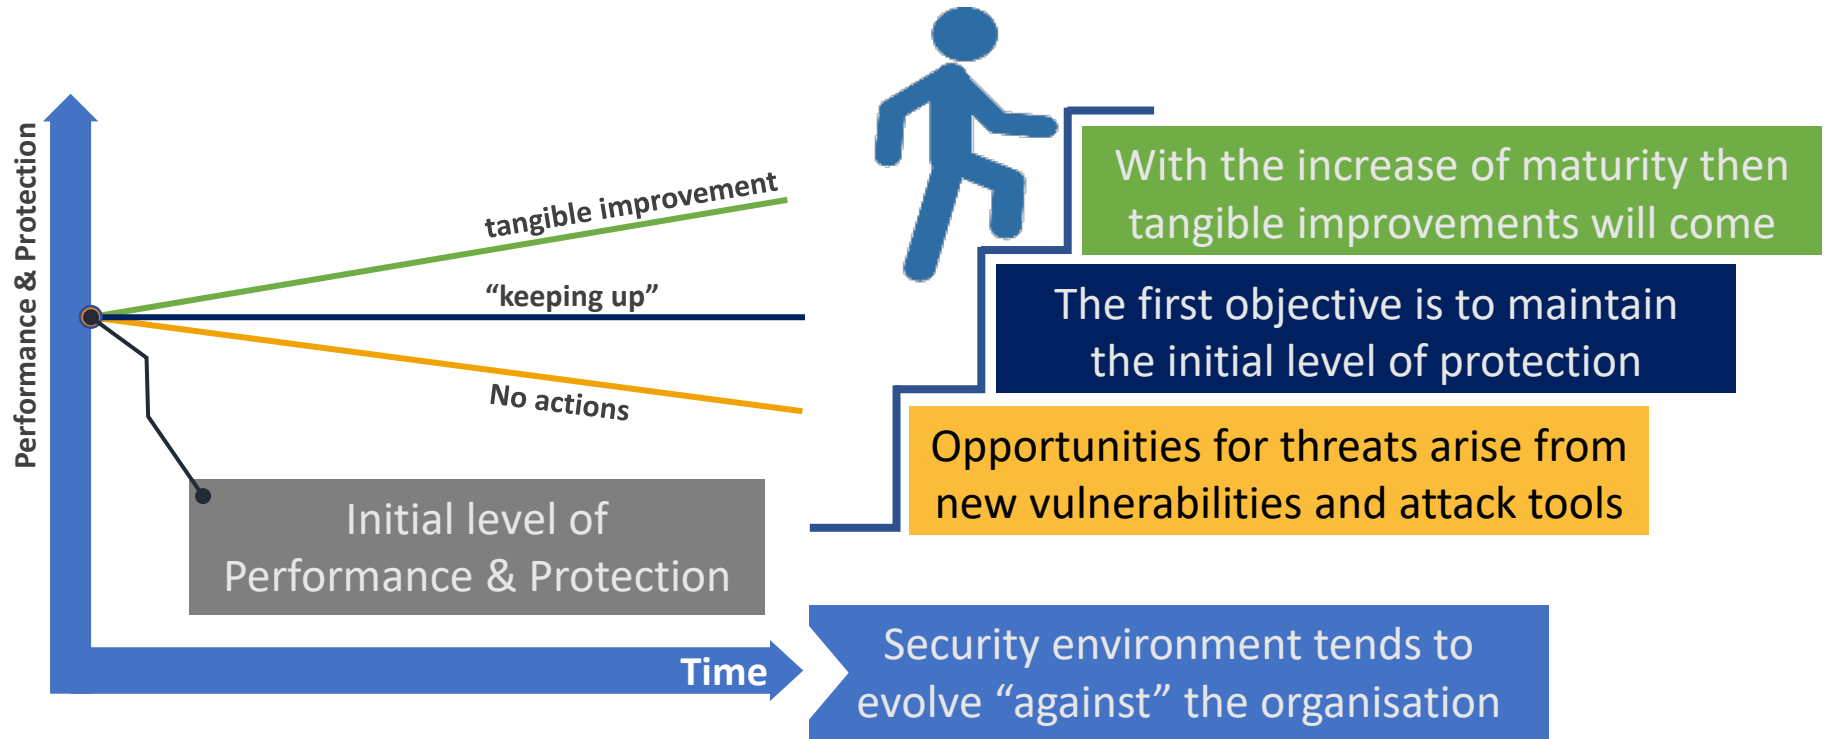 Performance & Protection
tangible improvement
“keeping up”
No actions
Initial level of
Performance & Protection
Time
With the increase of maturity then
tangible improvements will come
The first objective is to maintain
the initial level of protection
Opportunities for threats arise from
new vulnerabilities and attack tools
Security environment tends to
evolve “against” the organisation